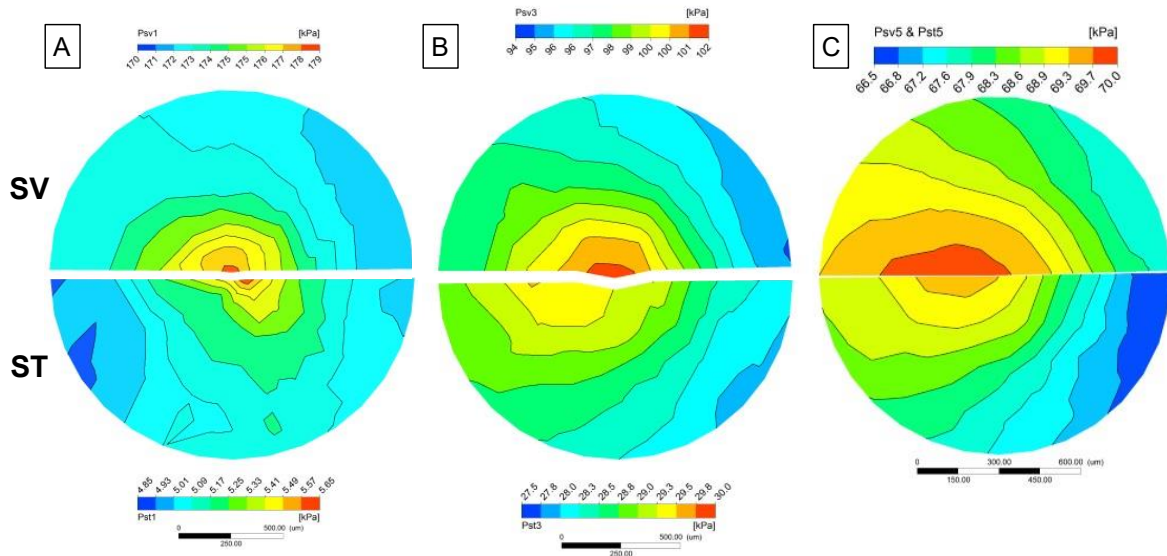 A
Psv1 [kPa]
170 171 172 173 174 175 175 176 177 178 179
B
Psv3 [kPa]
94 95 96 96 97 98 99 100 100 101 102
C
Psv5 & Pst5 [kPa]
66.5 66.8 67.2 67.6 67.9 68.3 68.6 68.9 69.3 69.7 70.0
SV
ST
4.85 4.93 5.01 5.09 5.17 5.25 5.33 5.41 5.49 5.57 5.65
Pst1 [kPa]
0 500.00 (um)
250.00
27.5 27.8 28.0 28.3 28.5 28.8 29.0 29.3 29.5 29.8 30.0
Pst3 [kPa]
0 500.00 (um)
250.00
0 300.00 600.00 (um)
150.00 450.00